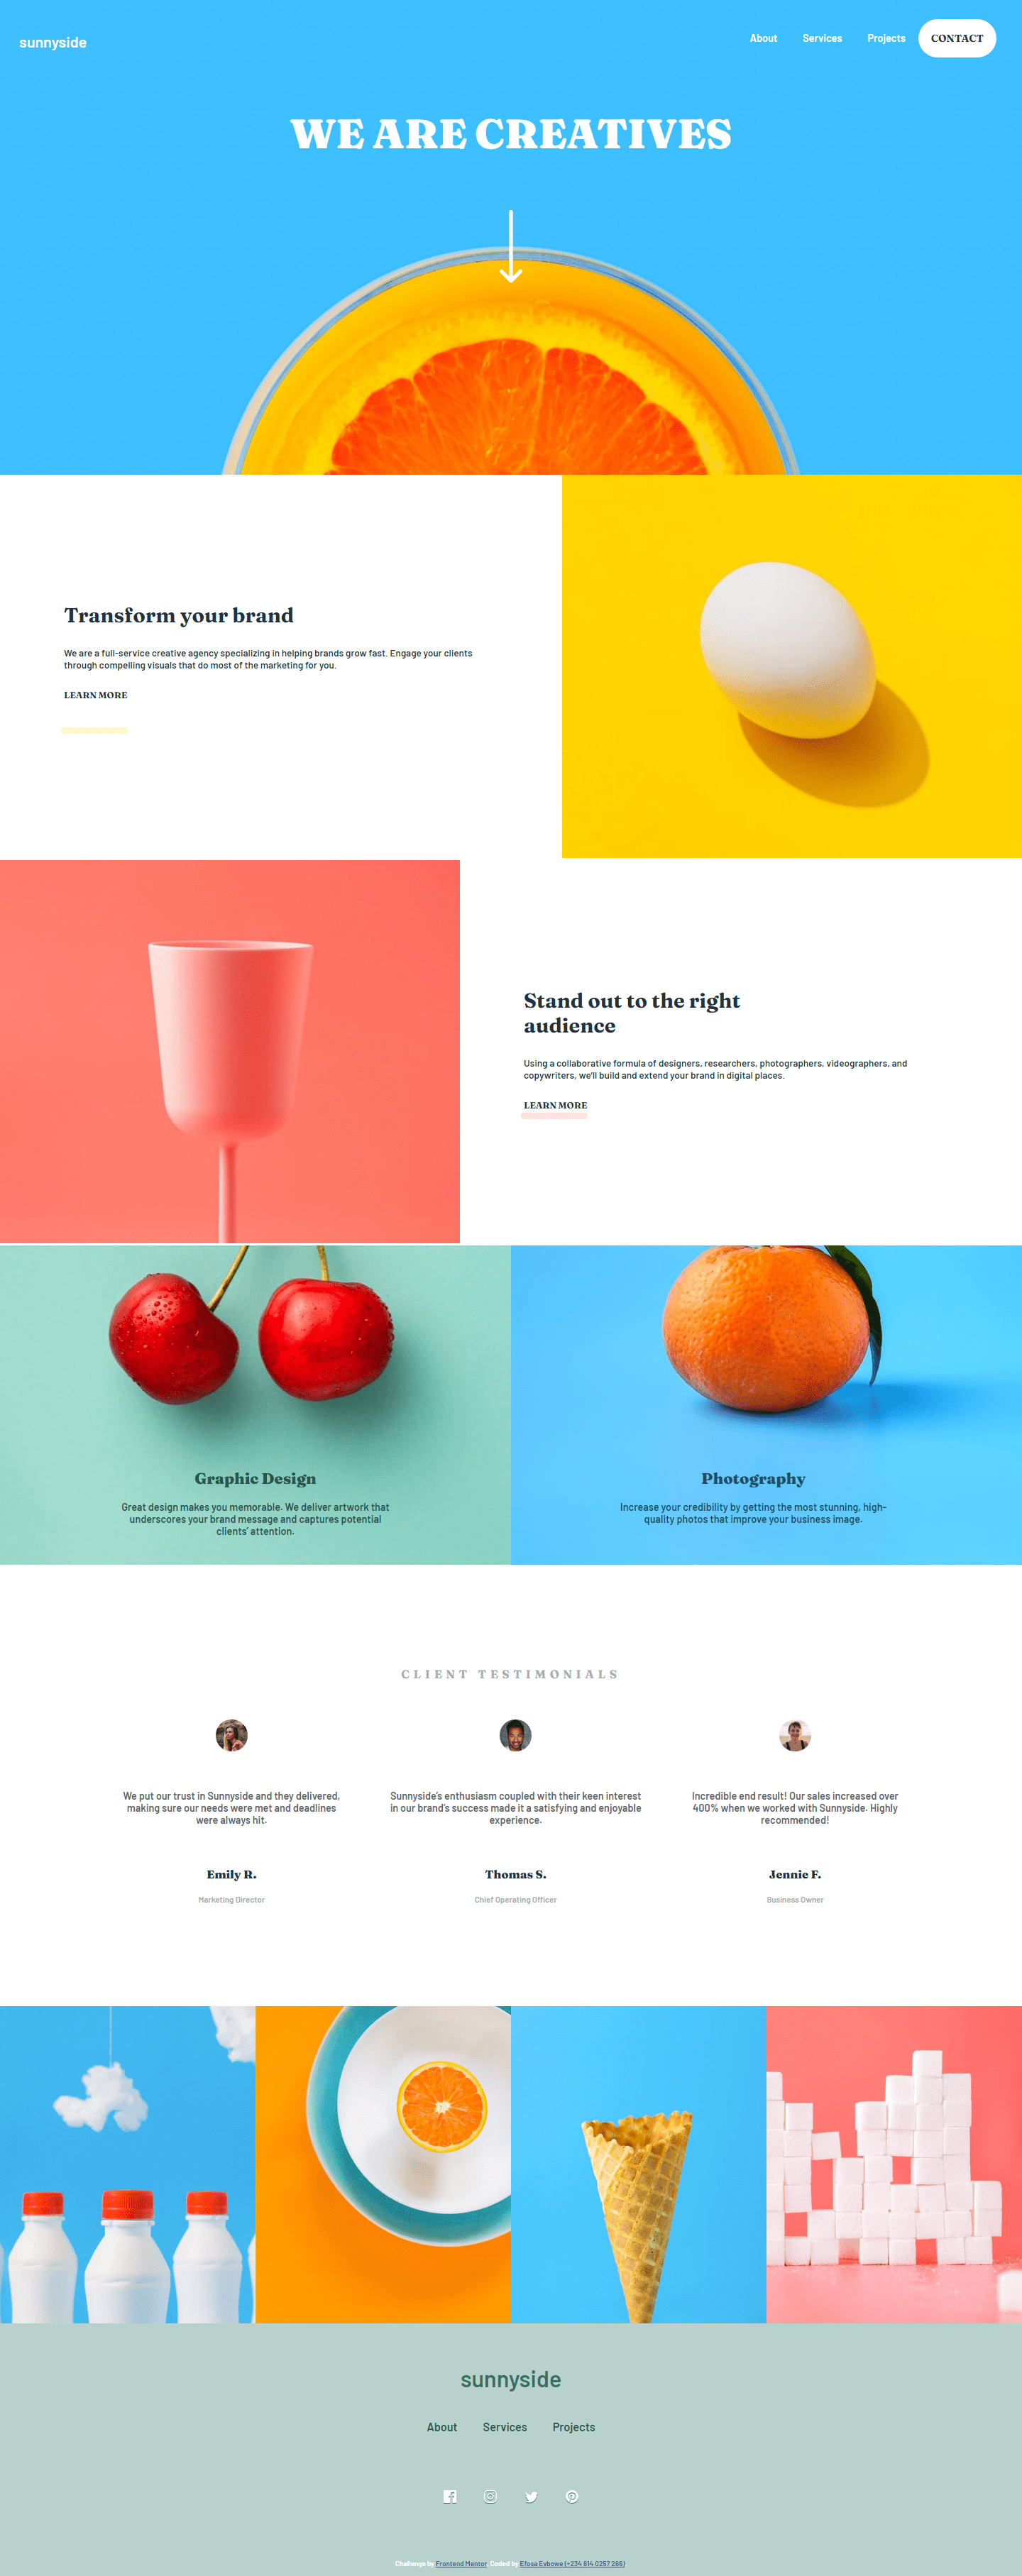 sunnyside
About Services Projects CONTACT
WE ARE CREATIVES
Transform your brand
We are a full-service creative agency specializing in helping brands grow fast. Engage your clients
through compelling visuals that do most of the marketing for you.
LEARN MORE
Stand out to the right
audience
Using a collaborative formula of designers, researchers, photographers, videographers, and
copywriters, we'll build and extend your brand in digital places.
LEARN MORE
Graphic Design
Great design makes you memorable. We deliver artwork that
underscores your brand message and captures potential
clients' attention.
Photography
Increase your credibility by getting the most stunning, high-
quality photos that improve your business image.
CLIENT TESTIMONIALS
We put our trust in Sunnyside and they delivered,
making sure our needs were met and deadlines
were always hit.
Emily R.
Marketing Director
Sunnyside's enthusiasm coupled with their keen interest
in our brand's success made it a satisfying and enjoyable
experience.
Thomas S.
Chief Operating Officer
Incredible end result! Our sales increased over
400% when we worked with Sunnyside. Highly
recommended!
Jennie F.
Business Owner
sunnyside
About Services Projects
Challenge by Frontend Mentor. Coded by Efosa Evbowe (+234 814 0257 266)